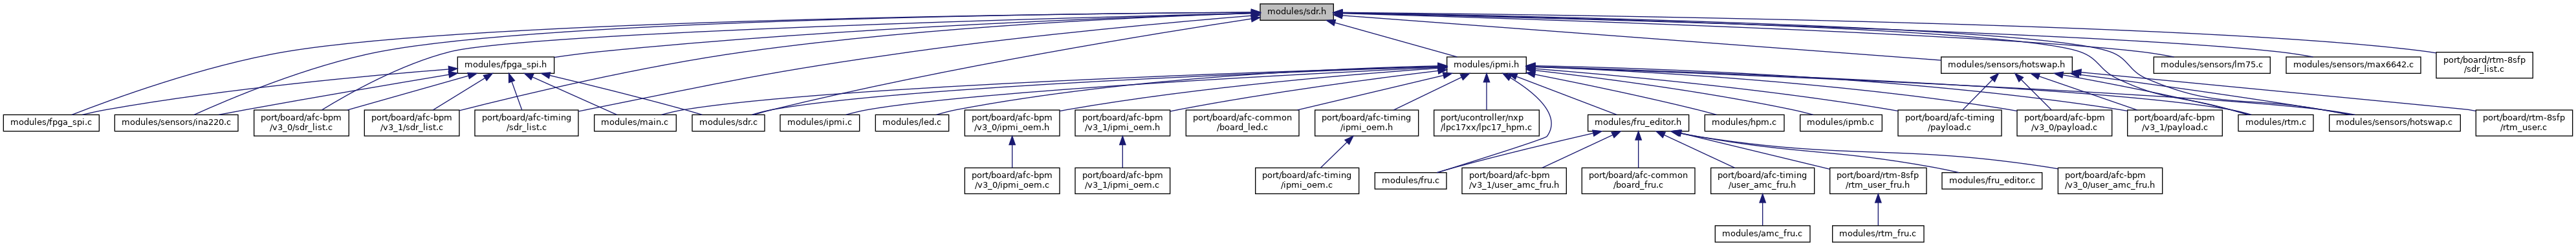 modules/sdr.h
modules/fpga_spi.h
modules/ipmi.h
modules/sensors/hotswap.h
modules/sensors/lm75.c
modules/sensors/max6642.c
port/board/rtm-8sfp
/sdr_list.c
modules/fpga_spi.c
modules/sensors/ina220.c
port/board/afc-bpm
/v3_0/sdr_list.c
port/board/afc-bpm
/v3_1/sdr_list.c
port/board/afc-timing
/sdr_list.c
modules/main.c
modules/sdr.c
modules/ipmi.c
modules/led.c
port/board/afc-bpm
/v3_0/ipmi_oem.h
port/board/afc-bpm
/v3_1/ipmi_oem.h
port/board/afc-common
/board_led.c
port/board/afc-timing
/ipmi_oem.h
port/ucontroller/nxp
/lpc17xx/lpc17_hpm.c
modules/fru_editor.h
modules/hpm.c
modules/ipmb.c
port/board/afc-timing
/payload.c
port/board/afc-bpm
/v3_0/payload.c
port/board/afc-bpm
/v3_1/payload.c
modules/rtm.c
modules/sensors/hotswap.c
port/board/rtm-8sfp
/rtm_user.c
port/board/afc-bpm
/v3_0/ipmi_oem.c
port/board/afc-bpm
/v3_1/ipmi_oem.c
port/board/afc-timing
/ipmi_oem.c
modules/fru.c
port/board/afc-bpm
/v3_1/user_amc_fru.h
port/board/afc-common
/board_fru.c
port/board/afc-timing
/user_amc_fru.h
port/board/rtm-8sfp
/rtm_user_fru.h
modules/fru_editor.c
port/board/afc-bpm
/v3_0/user_amc_fru.h
modules/amc_fru.c
modules/rtm_fru.c